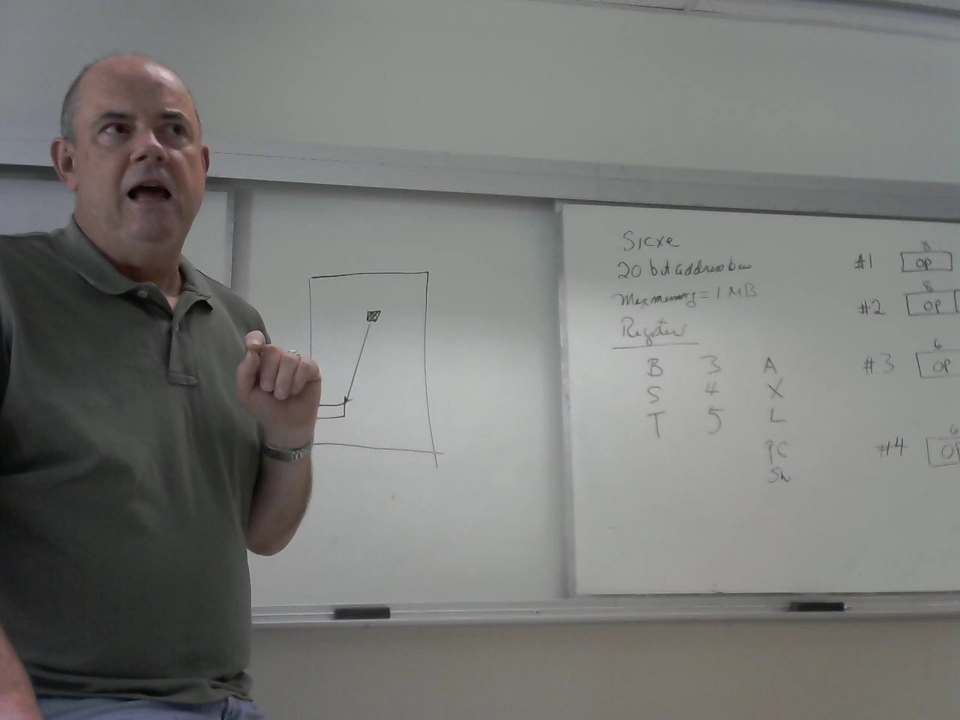 Sicxe
20 bit address bus
Max memory = 1 MB
Registers
B 3 A
S 4 X
T 5 L
PC
SW
#1 8 OP
#2 8 OP
#3 6 OP
#4 6 OP